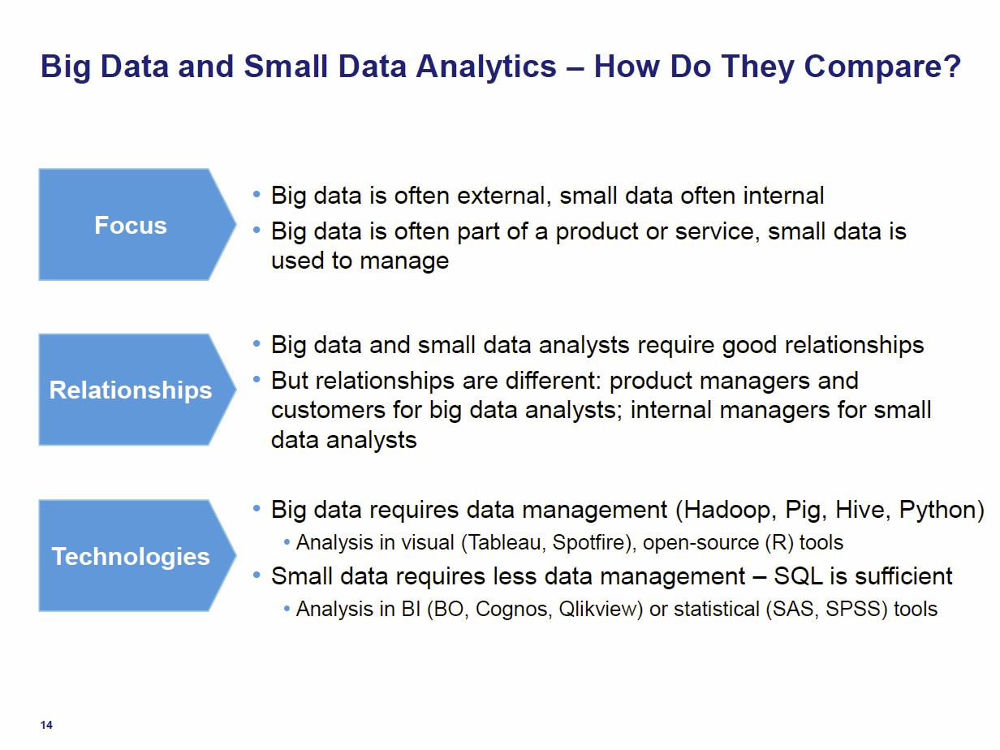 Big Data and Small Data Analytics – How Do They Compare?
Focus
• Big data is often external, small data often internal
• Big data is often part of a product or service, small data is
used to manage
Relationships
• Big data and small data analysts require good relationships
• But relationships are different: product managers and
customers for big data analysts; internal managers for small
data analysts
Technologies
• Big data requires data management (Hadoop, Pig, Hive, Python)
• Analysis in visual (Tableau, Spotfire), open-source (R) tools
• Small data requires less data management – SQL is sufficient
• Analysis in BI (BO, Cognos, Qlikview) or statistical (SAS, SPSS) tools
14